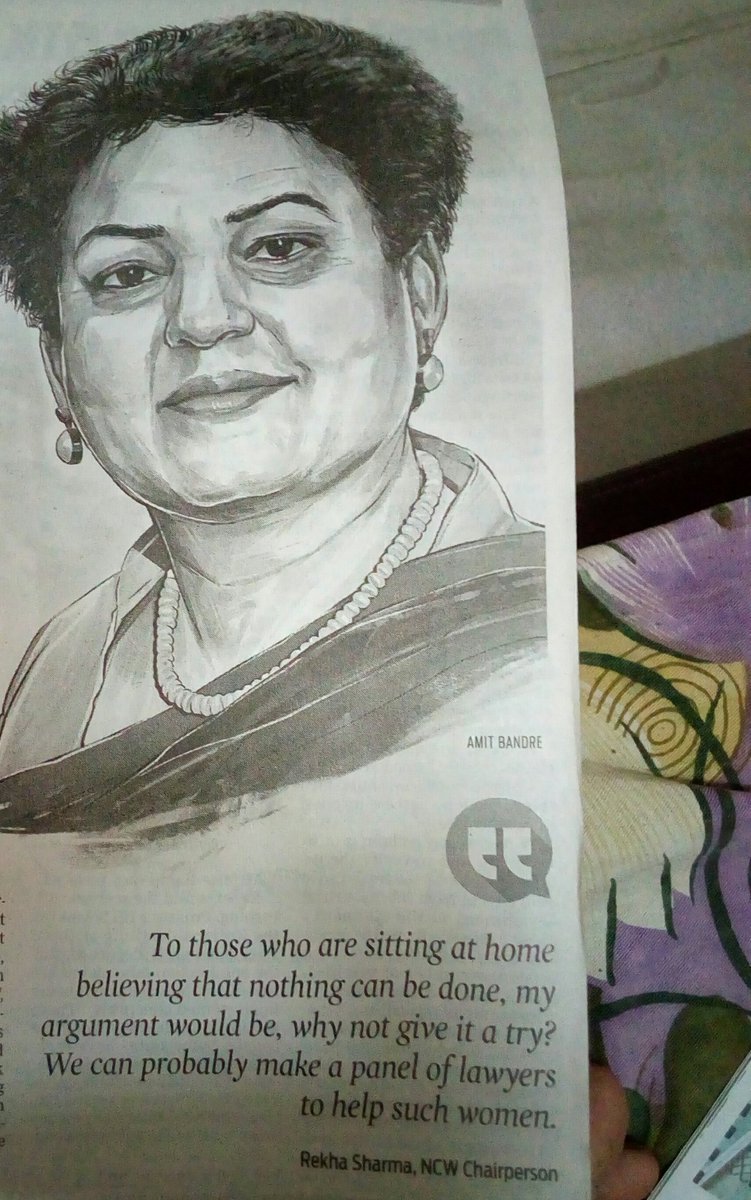 AMIT BANDRE
To those who are sitting at home
believing that nothing can be done, my
argument would be, why not give it a try?
We can probably make a panel of lawyers
to help such women.
Rekha Sharma, NCW Chairperson